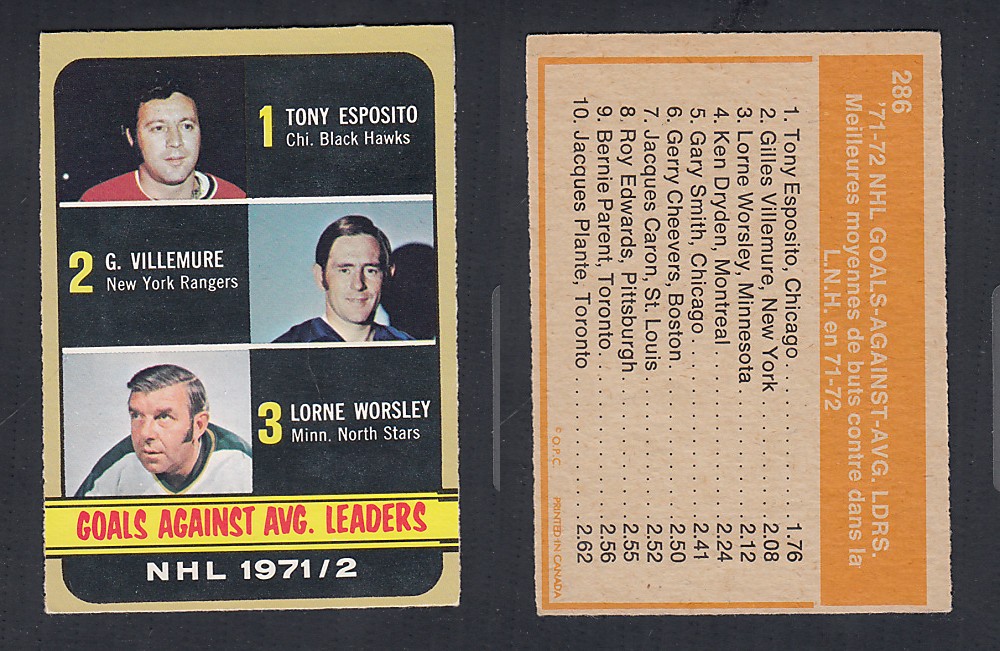 1 TONY ESPOSITO
Chi. Black Hawks
2 G. VILLEMURE
New York Rangers
3 LORNE WORSLEY
Minn. North Stars
GOALS AGAINST AVG. LEADERS
NHL 1971/2
286
'71-72 NHL GOALS-AGAINST-AVG. LDRS.
Meilleures moyennes de buts contre dans la
L.N.H. en 71-72
1. Tony Esposito, Chicago . . . . . . . . . . . 1.76
2. Gilles Villemure, New York . . . . . . . . . 2.08
3. Lorne Worsley, Minnesota . . . . . . . . . 2.12
4. Ken Dryden, Montreal . . . . . . . . . . . . 2.24
5. Gary Smith, Chicago . . . . . . . . . . . . . 2.41
6. Gerry Cheevers, Boston . . . . . . . . . . . 2.50
7. Jacques Caron, St. Louis . . . . . . . . . . 2.52
8. Roy Edwards, Pittsburgh . . . . . . . . . . 2.55
9. Bernie Parent, Toronto . . . . . . . . . . . . 2.56
10. Jacques Plante, Toronto . . . . . . . . . . 2.62
© O.P.C. PRINTED IN CANADA